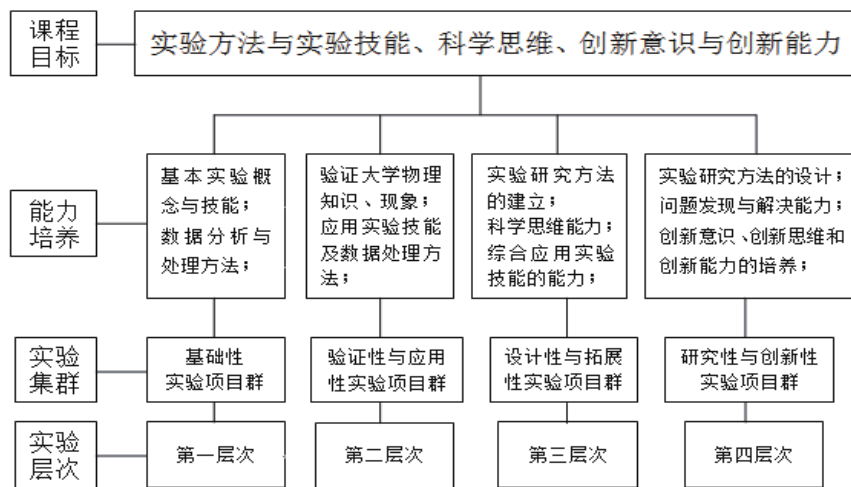 课程
目标
实验方法与实验技能、科学思维、创新意识与创新能力
能力
培养
基本实验概
念与技能；
数据分析与
处理方法；
验证大学物理
知识、现象；
应用实验技能
及数据处理方
法；
实验研究方法
的建立；
科学思维能力；
综合应用实验
技能的能力；
实验研究方法的设计；
问题发现与解决能力；
创新意识、创新思维和
创新能力的培养；
实验
集群
基础性
实验项目群
验证性与应用
性实验项目群
设计性与拓展
性实验项目群
研究性与创新性
实验项目群
实验
层次
第一层次
第二层次
第三层次
第四层次